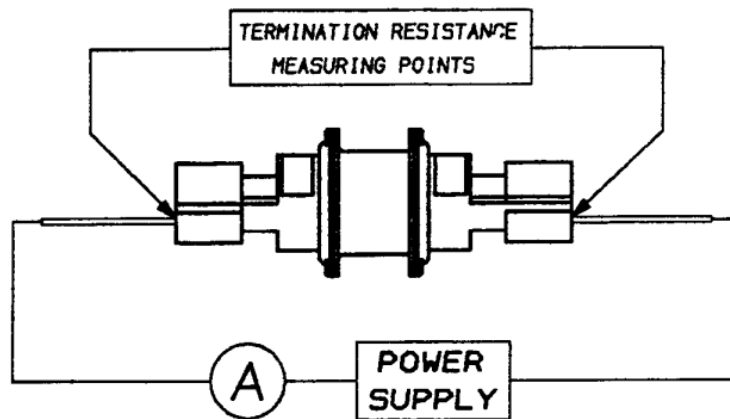 TERMINATION RESISTANCE
MEASURING POINTS
A
POWER
SUPPLY